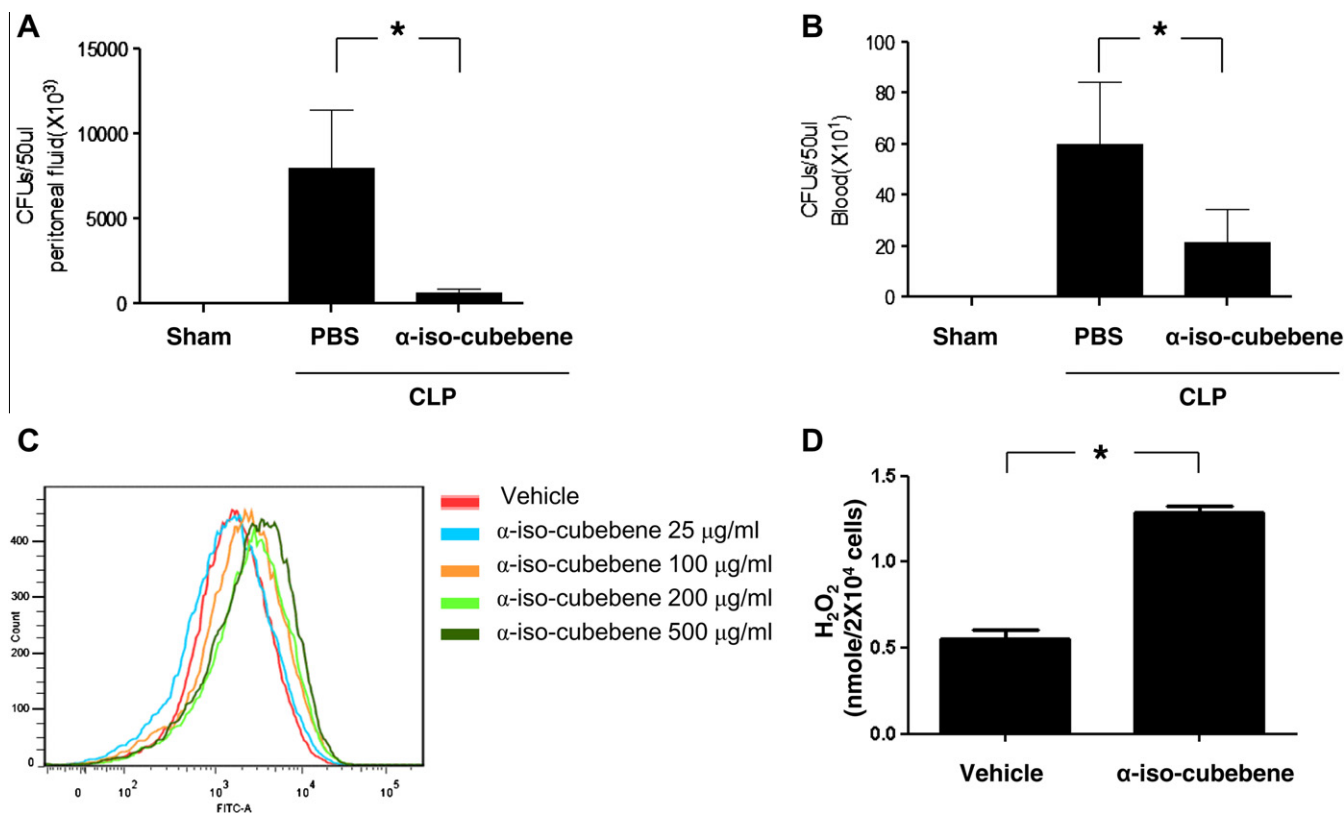 A
*
15000
10000
5000
0
CFUs/50ul
peritoneal fluid(X10³)
Sham PBS α-iso-cubebene
CLP
B
*
100
80
60
40
20
0
CFUs/50ul
Blood(X10¹)
Sham PBS α-iso-cubebene
CLP
C
400
300
200
100
0
Count
0 10² 10³ 10⁴ 10⁵
FITC-A
Vehicle
α-iso-cubebene 25 μg/ml
α-iso-cubebene 100 μg/ml
α-iso-cubebene 200 μg/ml
α-iso-cubebene 500 μg/ml
D
*
1.5
1.0
0.5
0.0
H₂O₂
(nmole/2X10⁴ cells)
Vehicle α-iso-cubebene